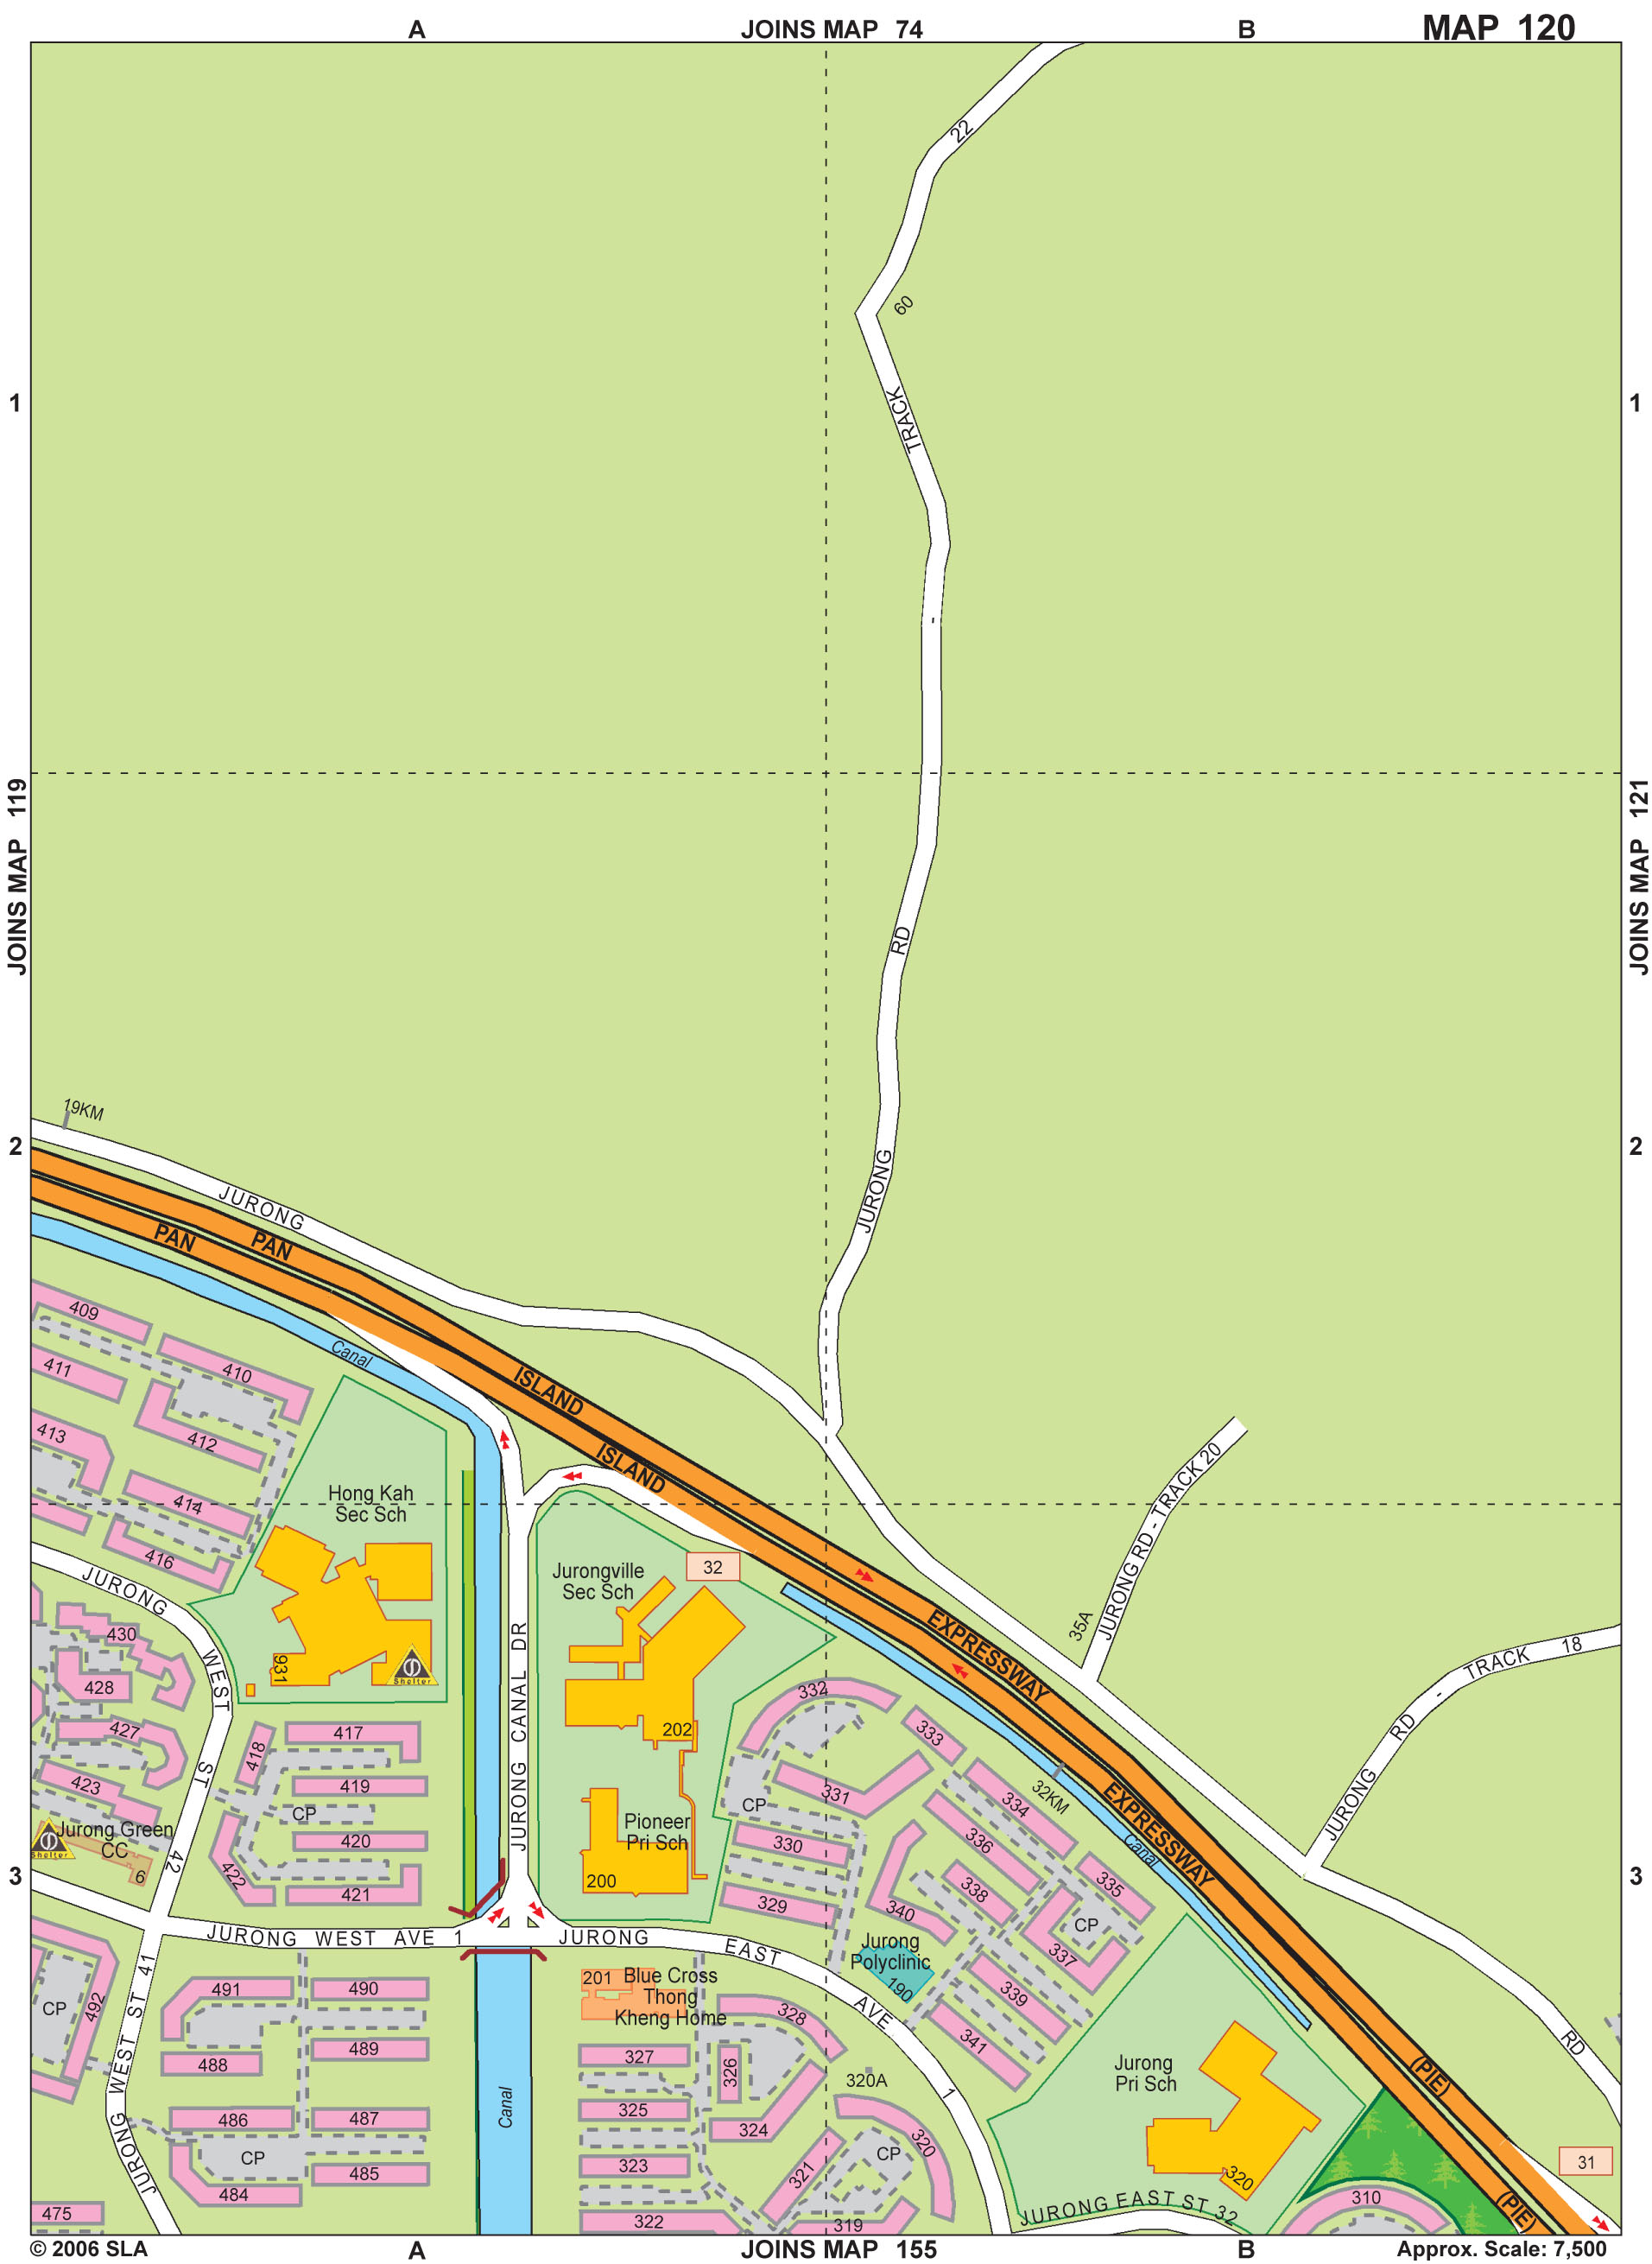 A
JOINS MAP 74
B
MAP 120
22
60
TRACK
-
1
1
JOINS MAP 119
JOINS MAP 121
RD
JURONG
19KM
2
2
JURONG
PAN
PAN
Canal
ISLAND
ISLAND
409
410
411
412
413
414
416
Hong Kah
Sec Sch
931
Shelter
JURONG RD - TRACK 20
35A
Jurongville
Sec Sch
32
202
EXPRESSWAY
EXPRESSWAY
JURONG RD - TRACK 18
JURONG WEST ST 42
430
428
427
423
Jurong Green
CC
6
Shelter
417
418
419
CP
420
422
421
JURONG CANAL DR
Pioneer
Pri Sch
200
332
333
331
CP
330
329
334
32KM
Canal
336
335
338
340
CP
337
339
341
3
3
JURONG WEST AVE 1
JURONG EAST AVE 1
Jurong
Polyclinic
190
201
Blue Cross
Thong
Kheng Home
JURONG WEST ST 41
JURONG
CP
492
491
490
488
489
486
487
CP
485
484
475
Canal
328
327
326
325
324
323
322
320A
320
CP
321
319
Jurong
Pri Sch
320
JURONG EAST ST 32
310
(PIE)
(PIE)
RD
31
© 2006 SLA
A
JOINS MAP 155
B
Approx. Scale: 7,500